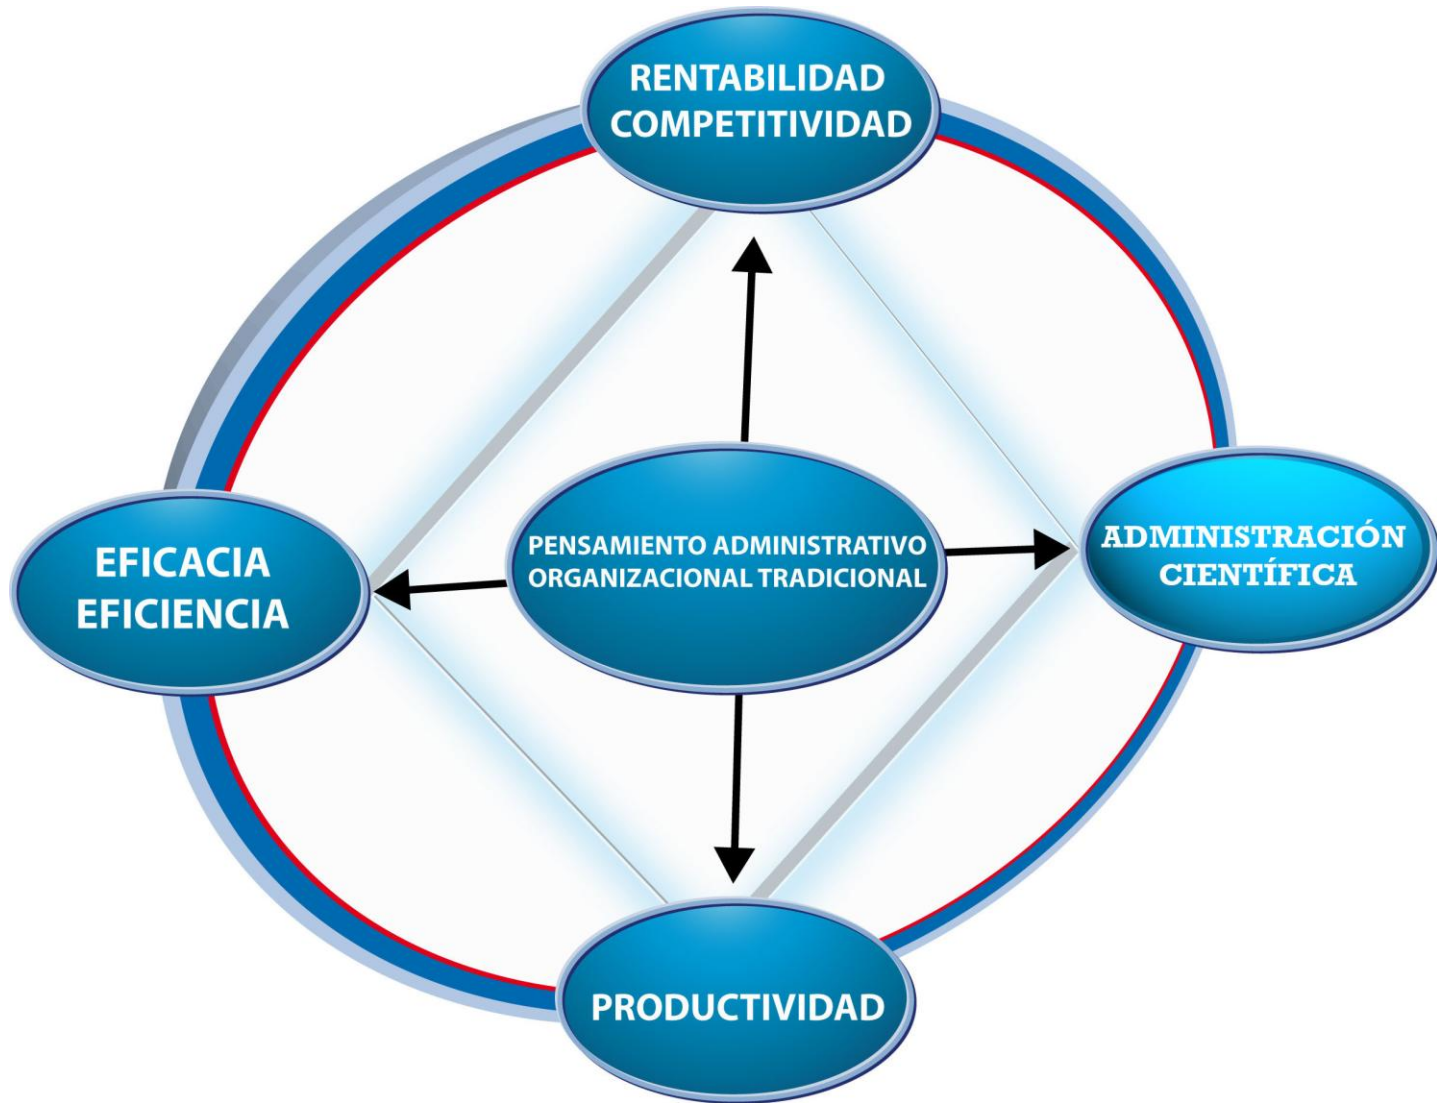 RENTABILIDAD
COMPETITIVIDAD
EFICACIA
EFICIENCIA
PENSAMIENTO ADMINISTRATIVO
ORGANIZACIONAL TRADICIONAL
ADMINISTRACIÓN
CIENTÍFICA
PRODUCTIVIDAD